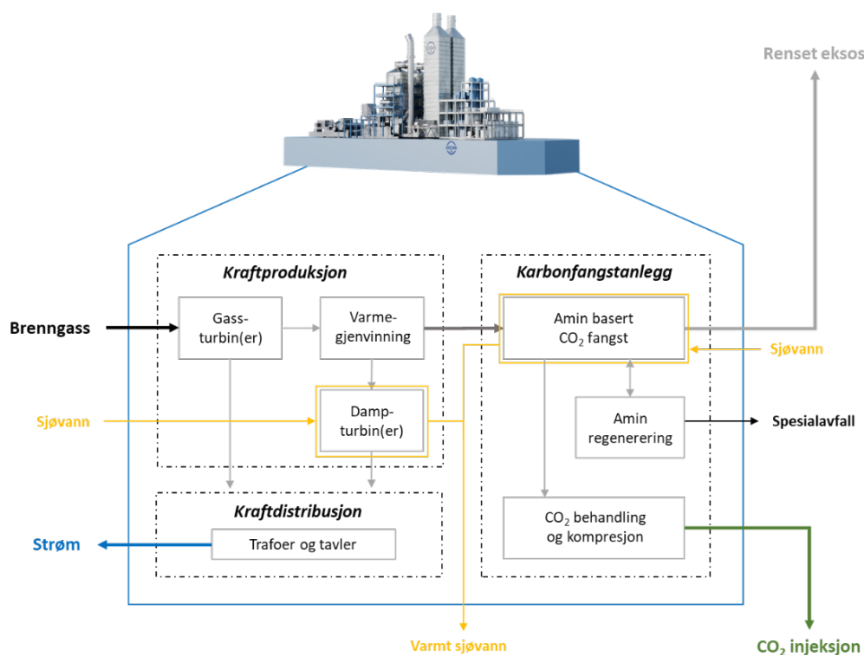 Renset eksos
Kraftproduksjon
Karbonfangstanlegg
Brenngass
Gass-
turbin(er)
Varme-
gjenvinning
Amin basert
CO₂ fangst
Sjøvann
Sjøvann
Damp-
turbin(er)
Amin
regenerering
Spesialavfall
Kraftdistribusjon
Strøm
Trafoer og tavler
CO₂ behandling
og kompresjon
Varmt sjøvann
CO₂ injeksjon